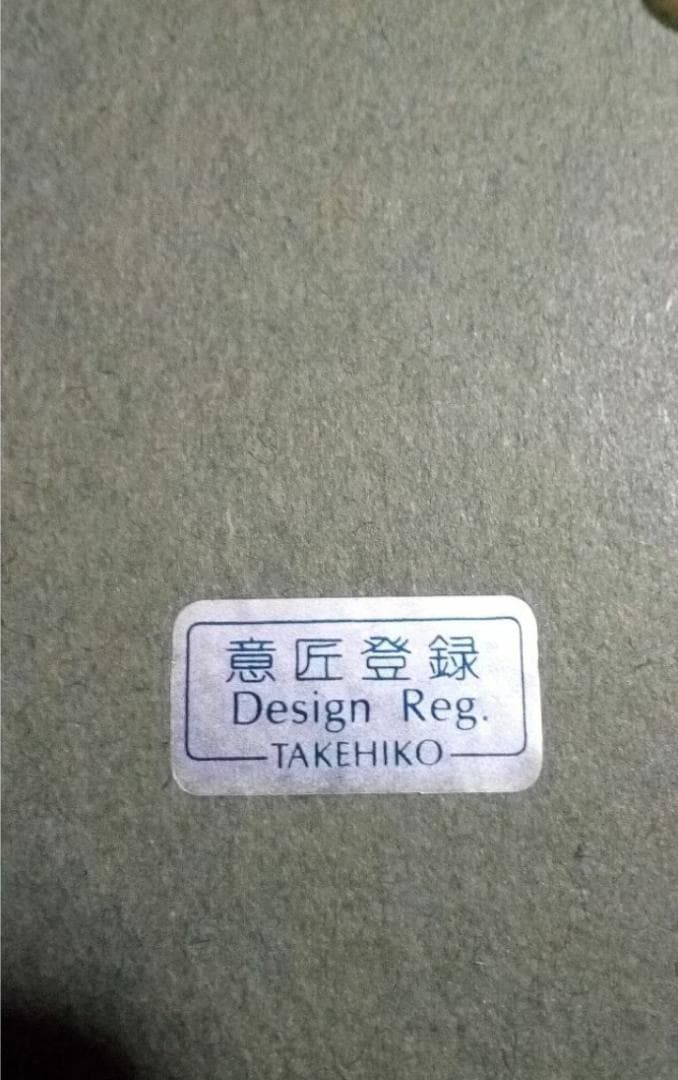 意匠登録
Design Reg.
TAKEHIKO